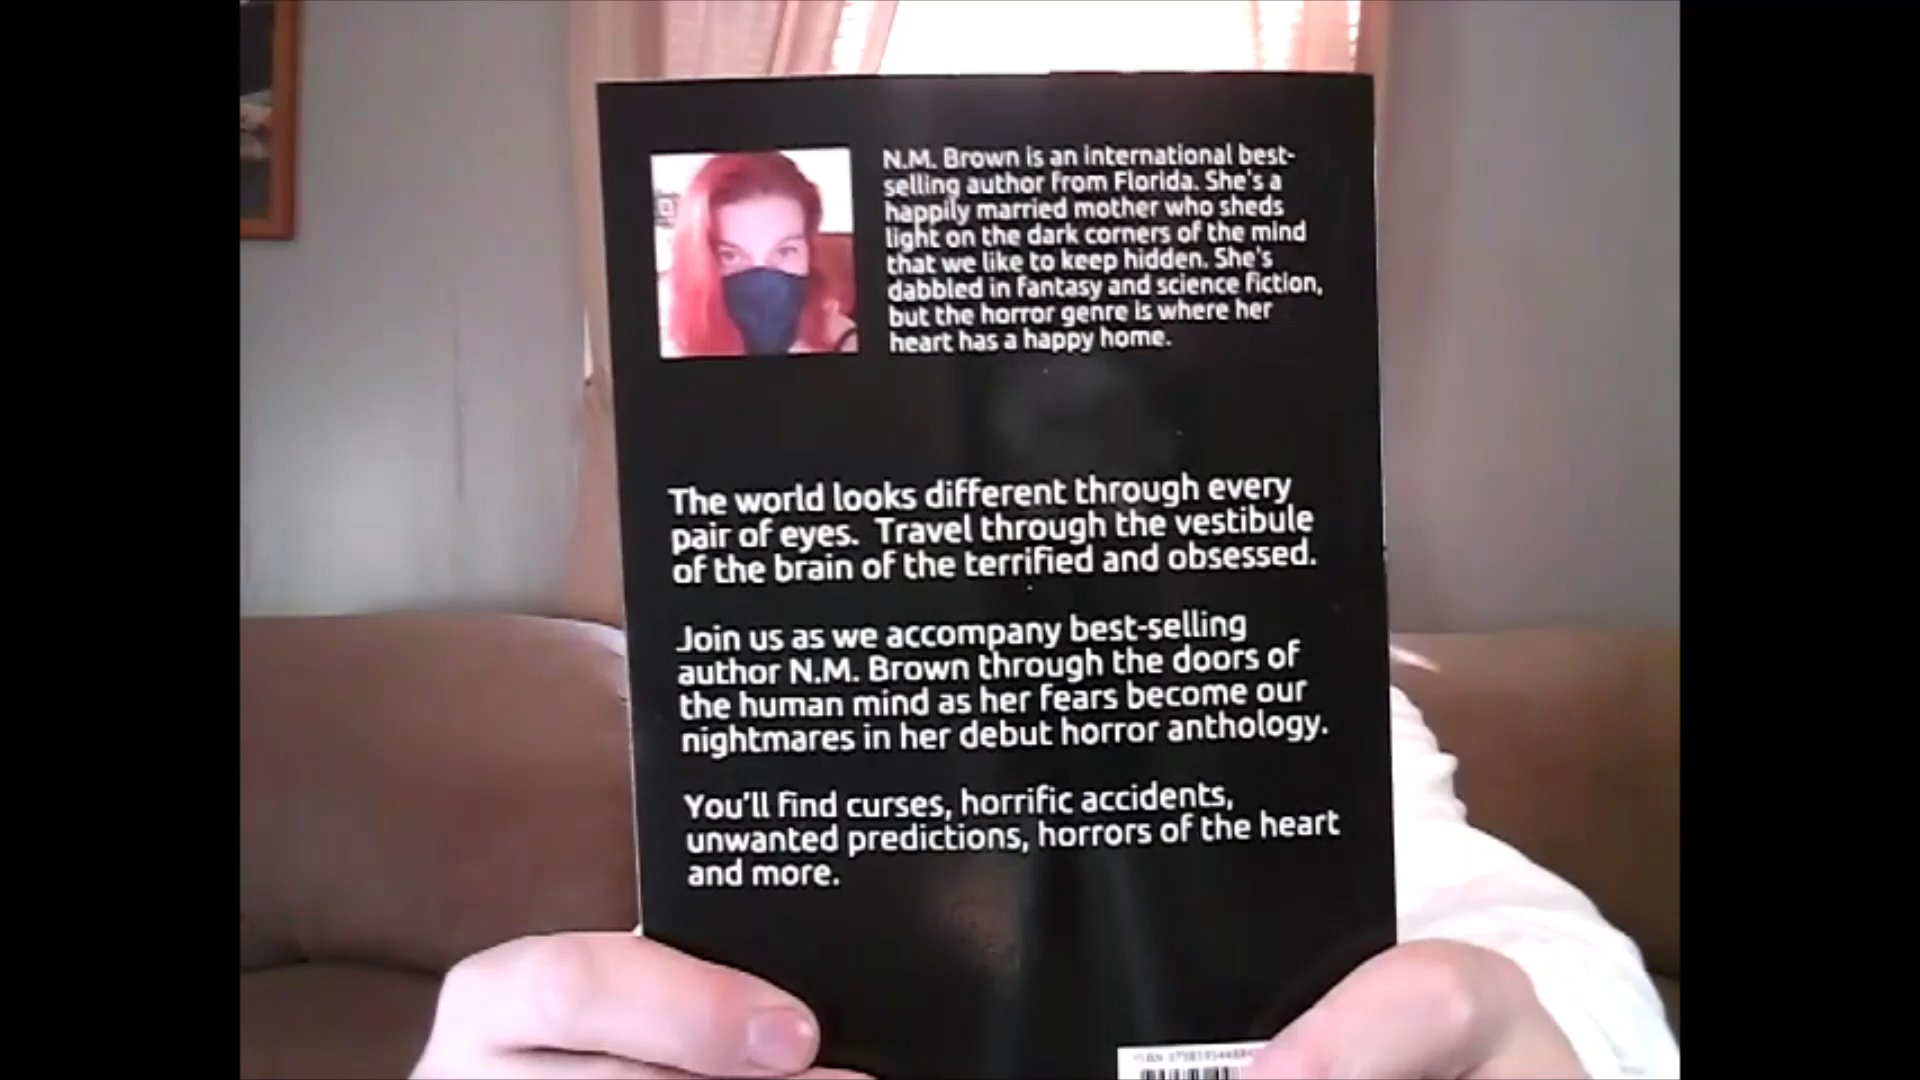 N.M. Brown is an international best-
selling author from Florida. She's a
happily married mother who sheds
light on the dark corners of the mind
that we like to keep hidden. She's
dabbled in fantasy and science fiction,
but the horror genre is where her
heart has a happy home.
The world looks different through every
pair of eyes. Travel through the vestibule
of the brain of the terrified and obsessed.
Join us as we accompany best-selling
author N.M. Brown through the doors of
the human mind as her fears become our
nightmares in her debut horror anthology.
You'll find curses, horrific accidents,
unwanted predictions, horrors of the heart
and more.
ISBN